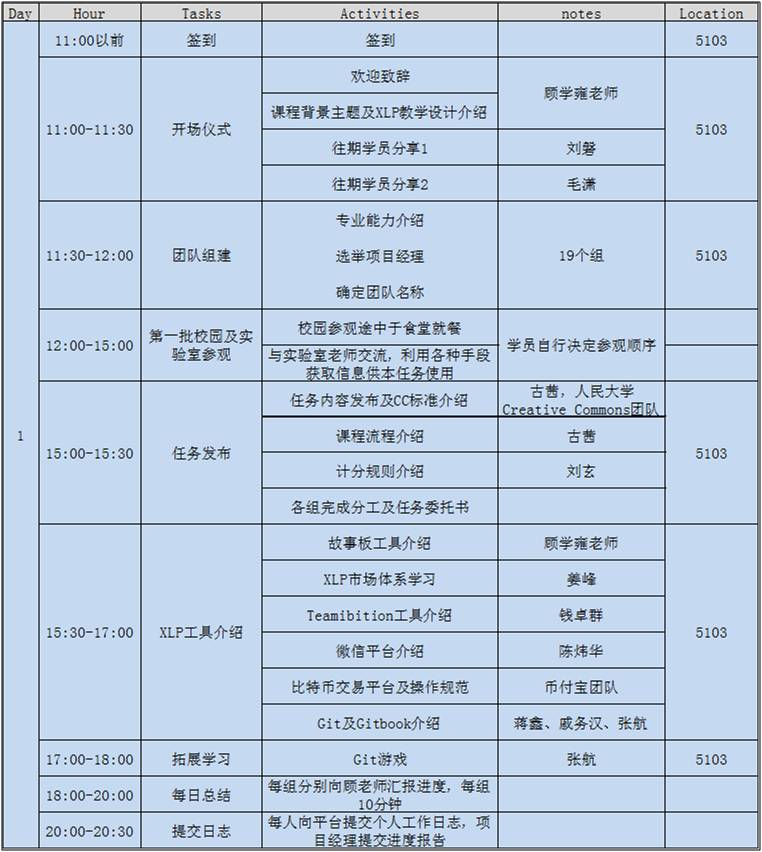 Day Hour Tasks Activities notes Location
1
11:00以前 签到 签到 5103
11:00-11:30 开场仪式 5103
欢迎致辞
顾学雍老师
课程背景主题及XLP教学设计介绍
往期学员分享1 刘磐
往期学员分享2 毛潇
11:30-12:00 团队组建 19个组 5103
专业能力介绍
选举项目经理
确定团队名称
12:00-15:00
第一批校园及实
验室参观
校园参观途中于食堂就餐
与实验室老师交流，利用各种手段
获取信息供本任务使用
学员自行决定参观顺序
15:00-15:30 任务发布 5103
任务内容发布及CC标准介绍
古茜，人民大学
Creative Commons团队
课程流程介绍 古茜
计分规则介绍 刘玄
各组完成分工及任务委托书
15:30-17:00 XLP工具介绍 5103
故事板工具介绍 顾学雍老师
XLP市场体系学习 姜峰
Teamibition工具介绍 钱卓群
微信平台介绍 陈炜华
比特币交易平台及操作规范 币付宝团队
Git及Gitbook介绍 蒋鑫、戚务汉、张航
17:00-18:00 拓展学习 Git游戏 张航 5103
18:00-20:00 每日总结
每组分别向顾老师汇报进度，每组
10分钟
20:00-20:30 提交日志
每人向平台提交个人工作日志，项
目经理提交进度报告